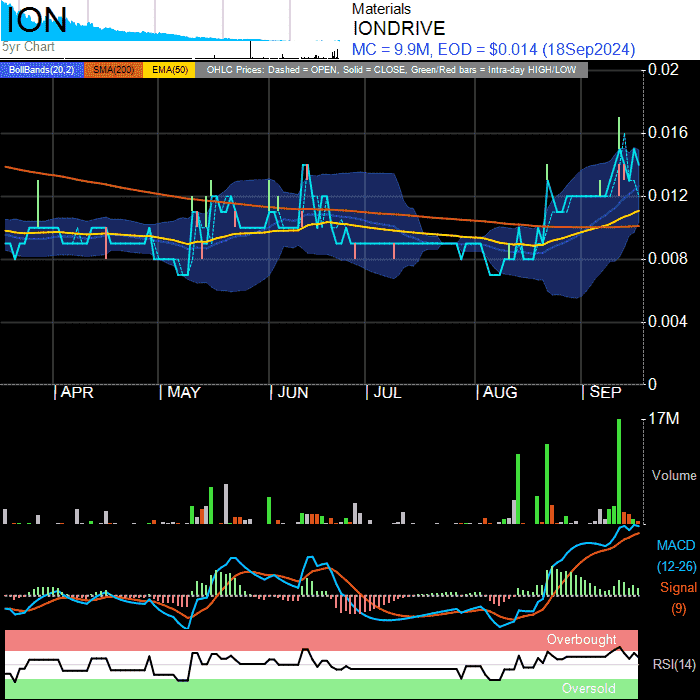 ION
5yr Chart
Materials
IONDRIVE
MC = 9.9M, EOD = $0.014 (18Sep2024)
BollBands(20,2) SMA(200) EMA(50) OHLC Prices: Dashed = OPEN, Solid = CLOSE, Green/Red bars = Intra-day HIGH/LOW
0.02
0.016
0.012
0.008
0.004
0
APR MAY JUN JUL AUG SEP
17M
Volume
MACD
(12-26)
Signal
(9)
Overbought
RSI(14)
Oversold